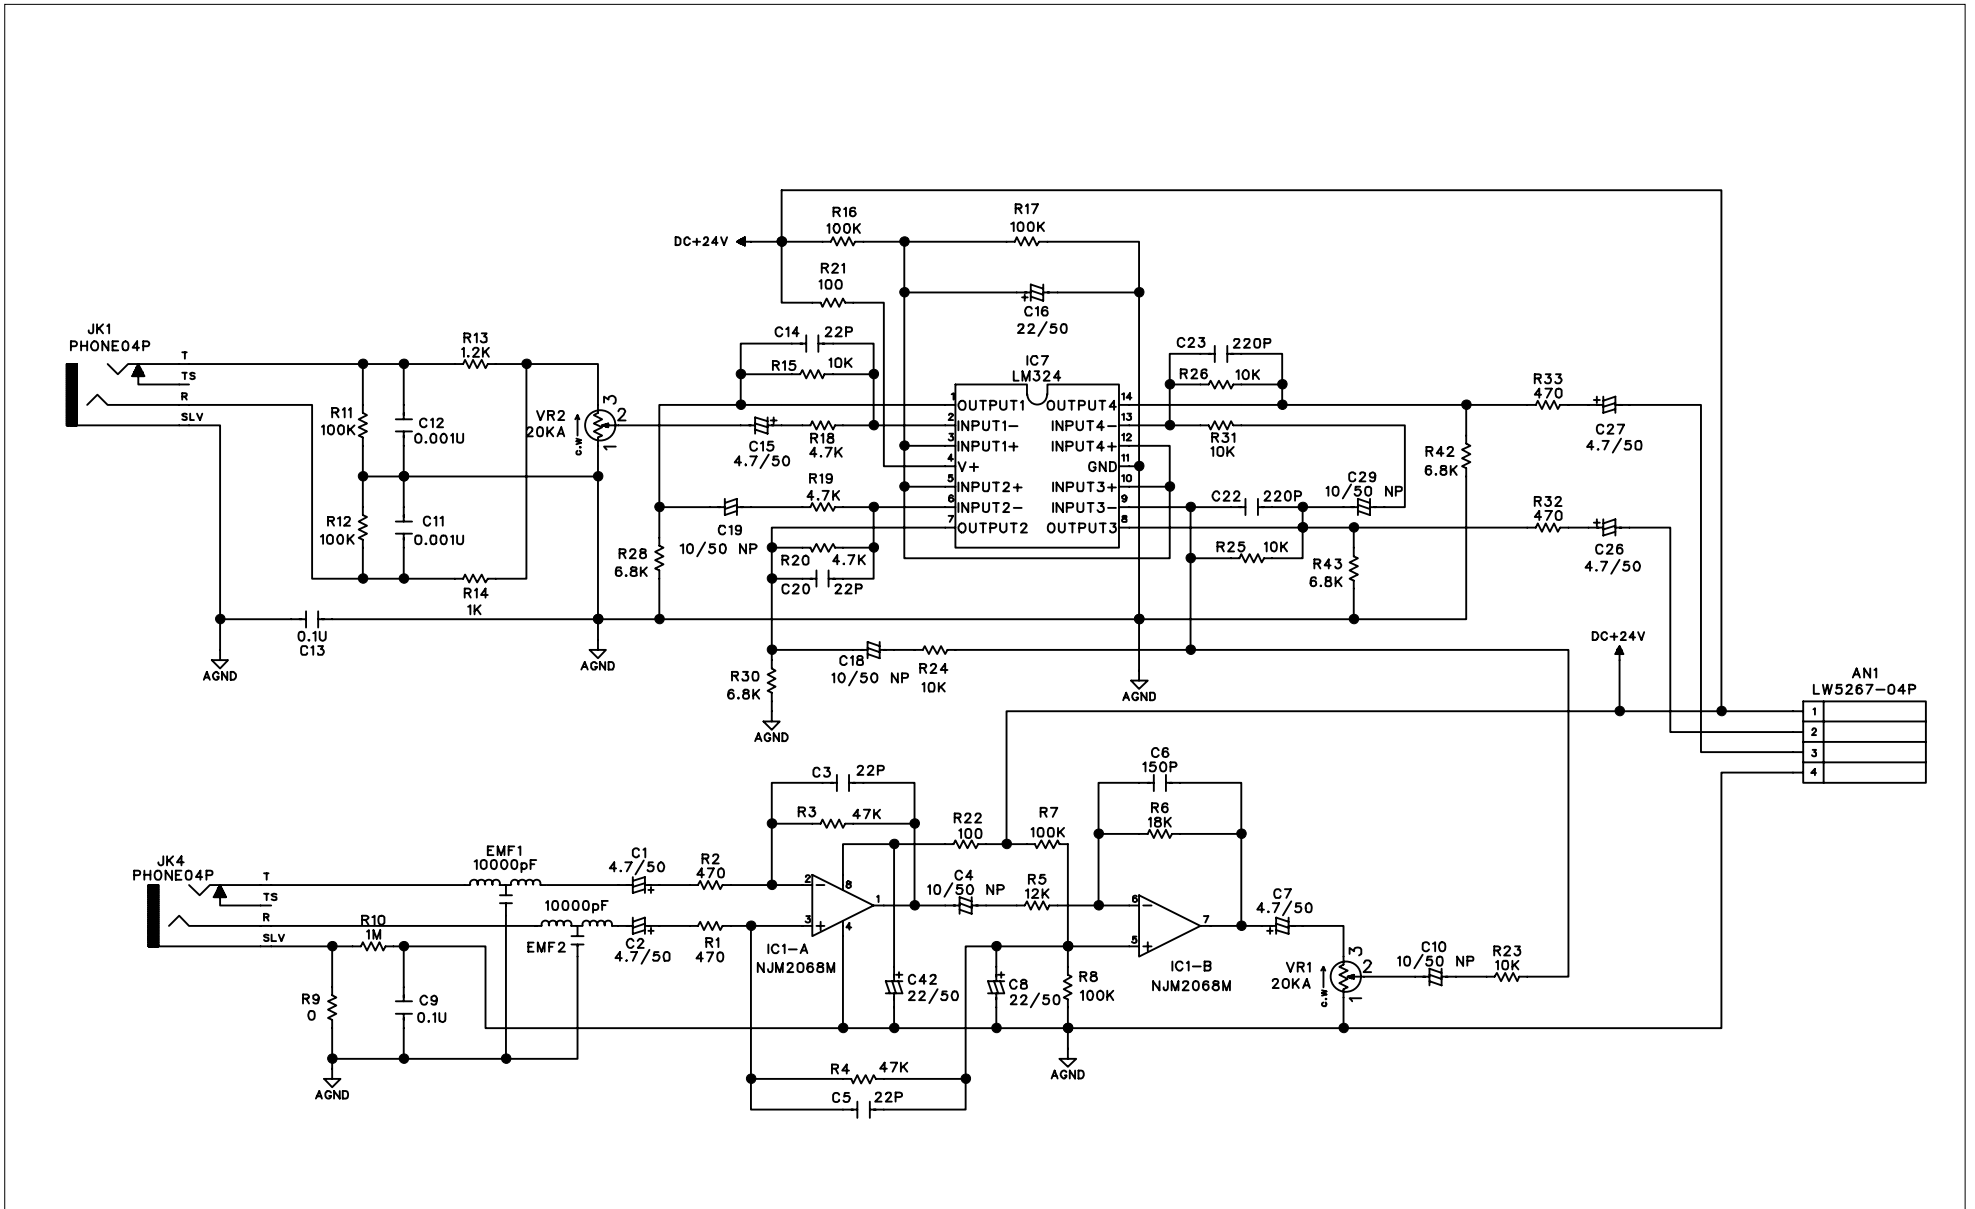 R16
100K
R17
100K
DC+24V
R21
100
C16
22/50
+
JK1
PHONE04P
T
TS
R
SLV
R13
1.2K
R11
100K
C12
0.001U
R12
100K
C11
0.001U
R14
1K
0.1U
C13
AGND
VR2
20KA
c.w
3
2
1
AGND
C14
22P
R15
10K
C15
4.7/50
+
R18
4.7K
R19
4.7K
C19
10/50 NP
R28
6.8K
R20
4.7K
C20
22P
IC7
LM324
1
OUTPUT1
OUTPUT4
14
2
INPUT1-
INPUT4-
13
3
INPUT1+
INPUT4+
12
4
V+
GND
11
5
INPUT2+
INPUT3+
10
6
INPUT2-
INPUT3-
9
7
OUTPUT2
OUTPUT3
8
C23
220P
R26
10K
R31
10K
C22
220P
C29
10/50 NP
R25
10K
R43
6.8K
R42
6.8K
R33
470
+
C27
4.7/50
R32
470
+
C26
4.7/50
C18
10/50 NP
R24
10K
R30
6.8K
AGND
AGND
DC+24V
AN1
LW5267-04P
1
2
3
4
C3
22P
R3
47K
R22
100
R7
100K
C6
150P
R6
18K
JK4
PHONE04P
T
TS
R
SLV
EMF1
10000pF
10000pF
EMF2
C1
4.7/50
+
R2
470
C2
4.7/50
+
R1
470
R10
1M
R9
0
C9
0.1U
AGND
2
-
3
+
8
4
1
IC1-A
NJM2068M
C4
10/50 NP
R5
12K
+
C42
22/50
+
C8
22/50
R8
100K
AGND
6
-
5
+
7
IC1-B
NJM2068M
C7
4.7/50
+
VR1
20KA
c.w
3
2
1
C10
10/50 NP
R23
10K
R4
47K
C5
22P